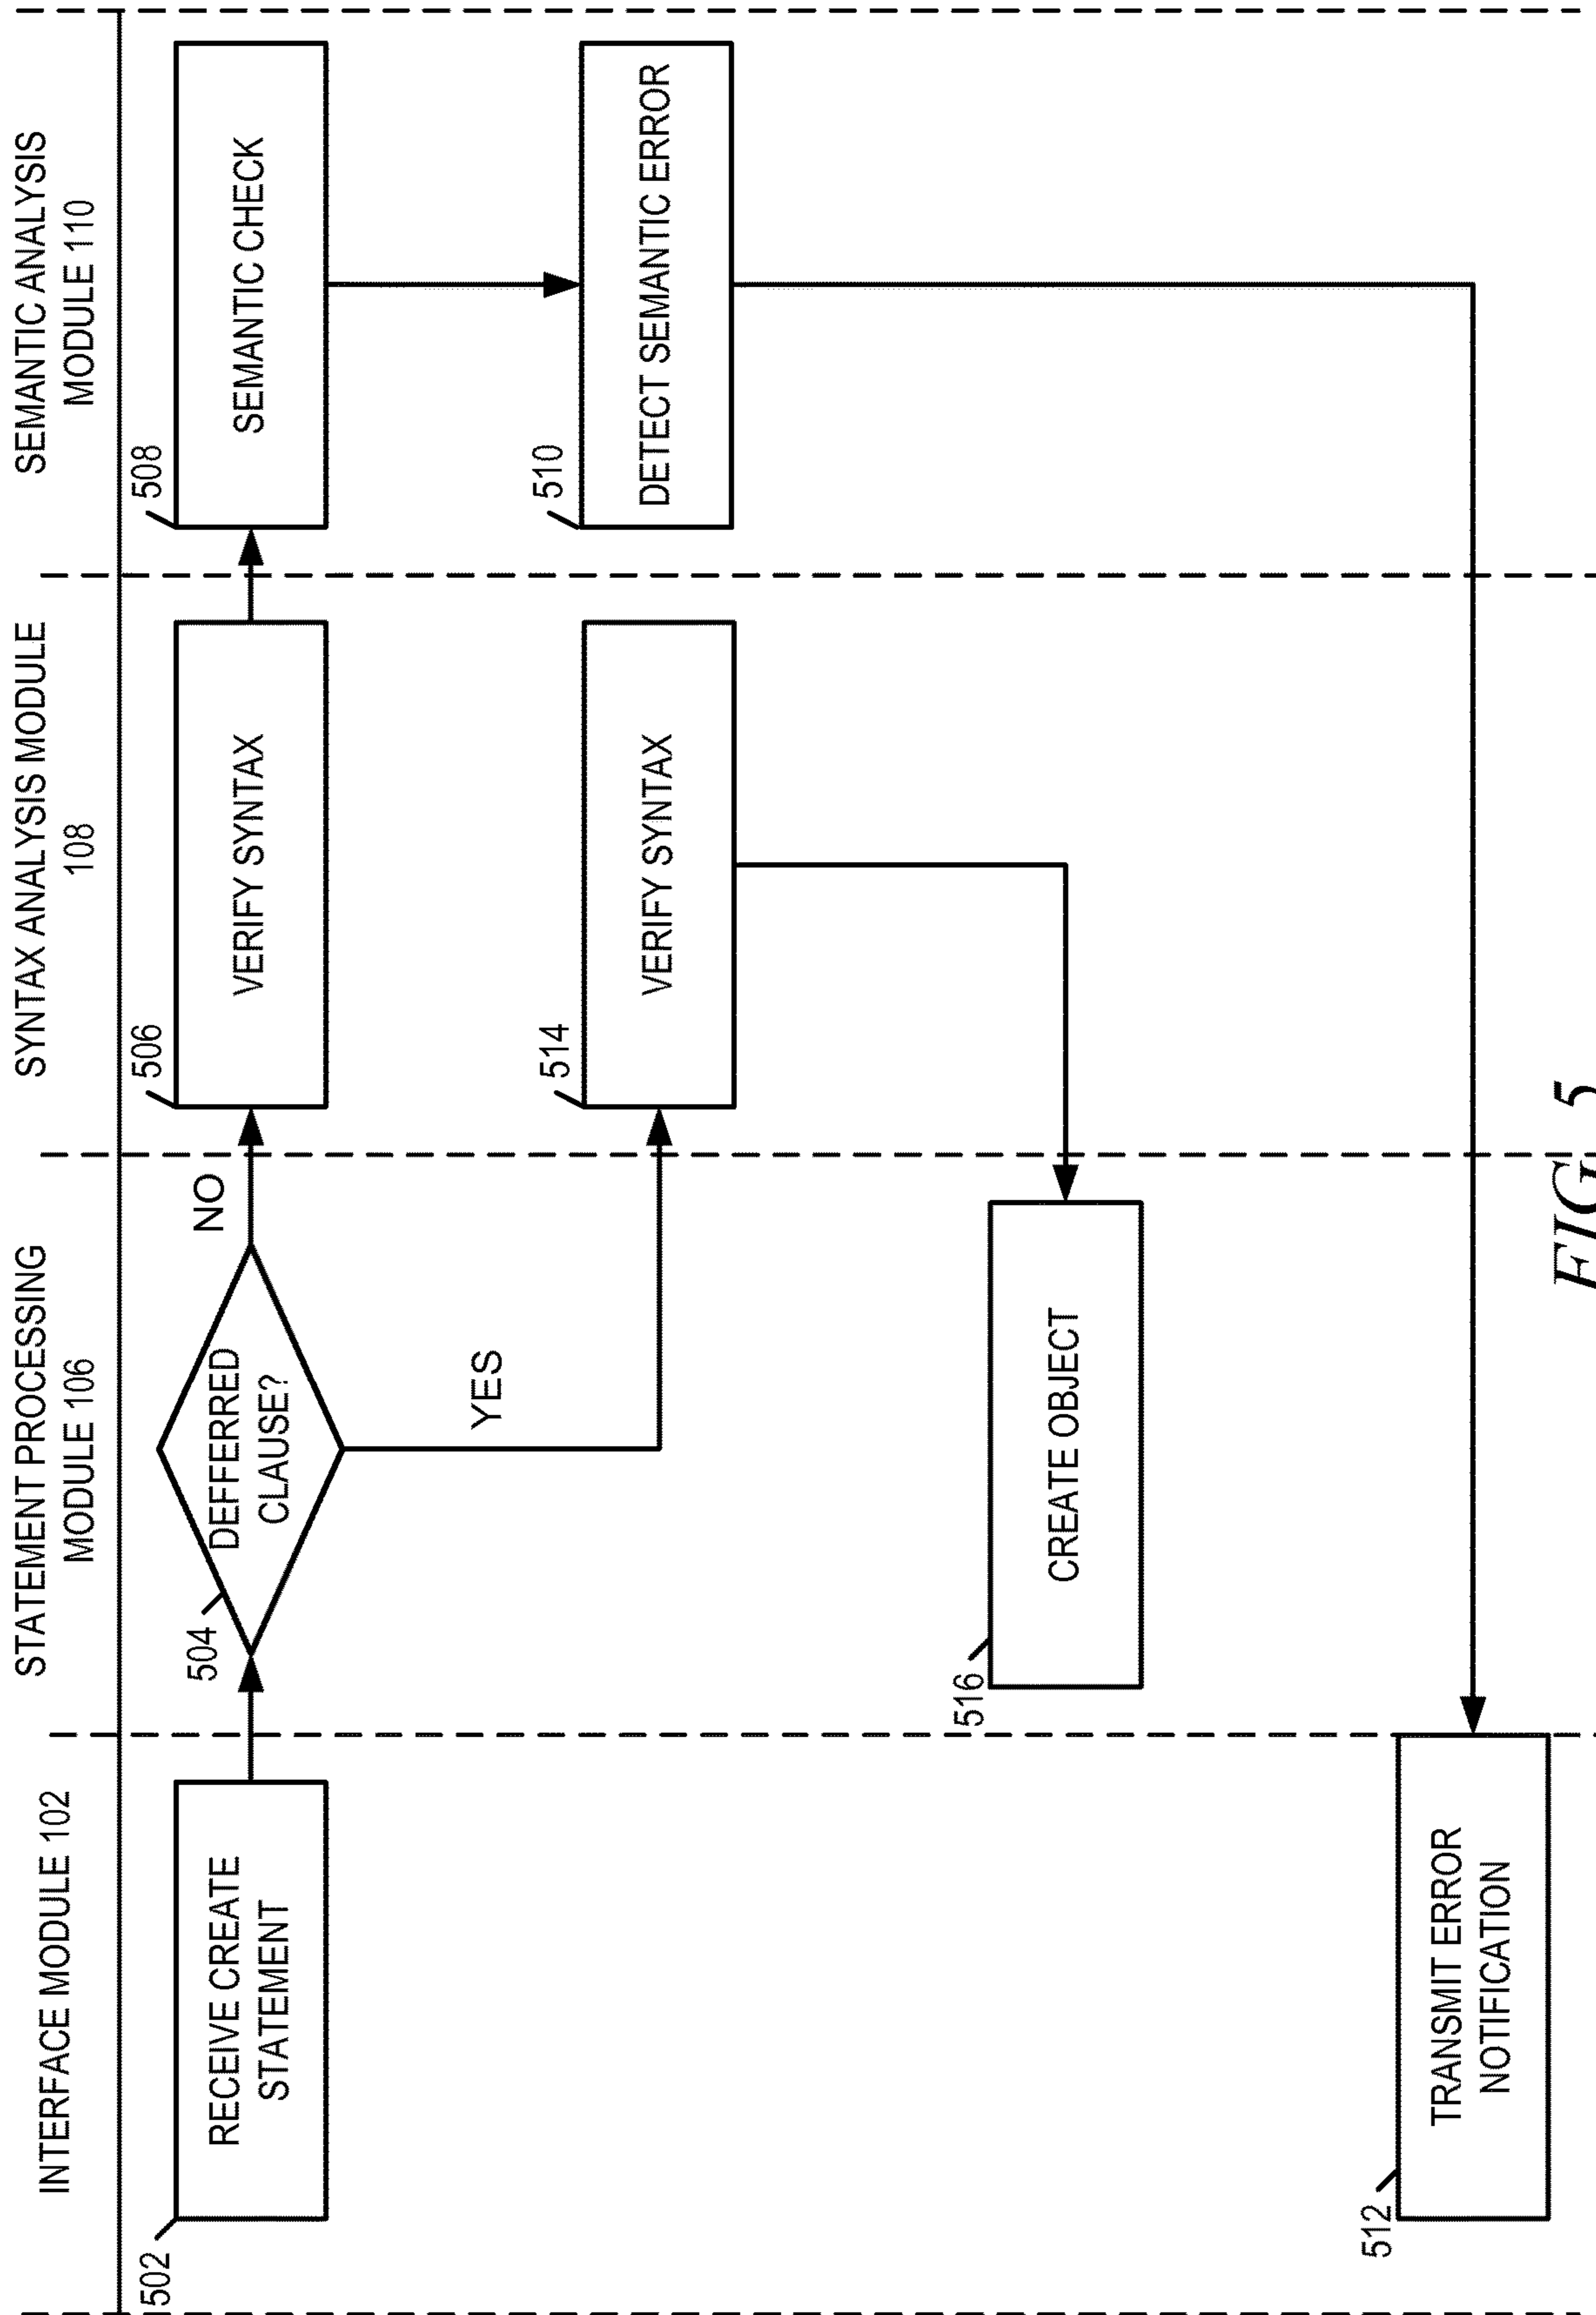 INTERFACE MODULE 102
STATEMENT PROCESSING
MODULE 106
SYNTAX ANALYSIS MODULE
108
SEMANTIC ANALYSIS
MODULE 110
502
RECEIVE CREATE
STATEMENT
504
DEFFERRED
CLAUSE?
NO
YES
506
VERIFY SYNTAX
508
SEMANTIC CHECK
514
VERIFY SYNTAX
510
DETECT SEMANTIC ERROR
516
CREATE OBJECT
512
TRANSMIT ERROR
NOTIFICATION
FIG. 5